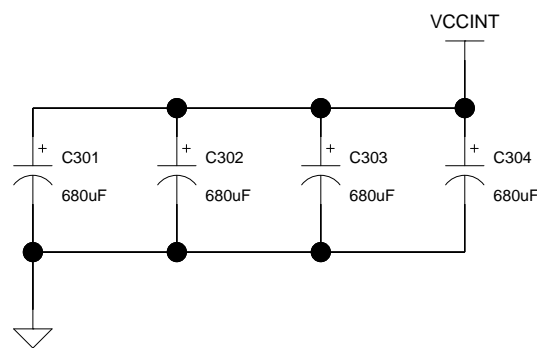 VCCINT
+ C301
680uF
+ C302
680uF
+ C303
680uF
+ C304
680uF